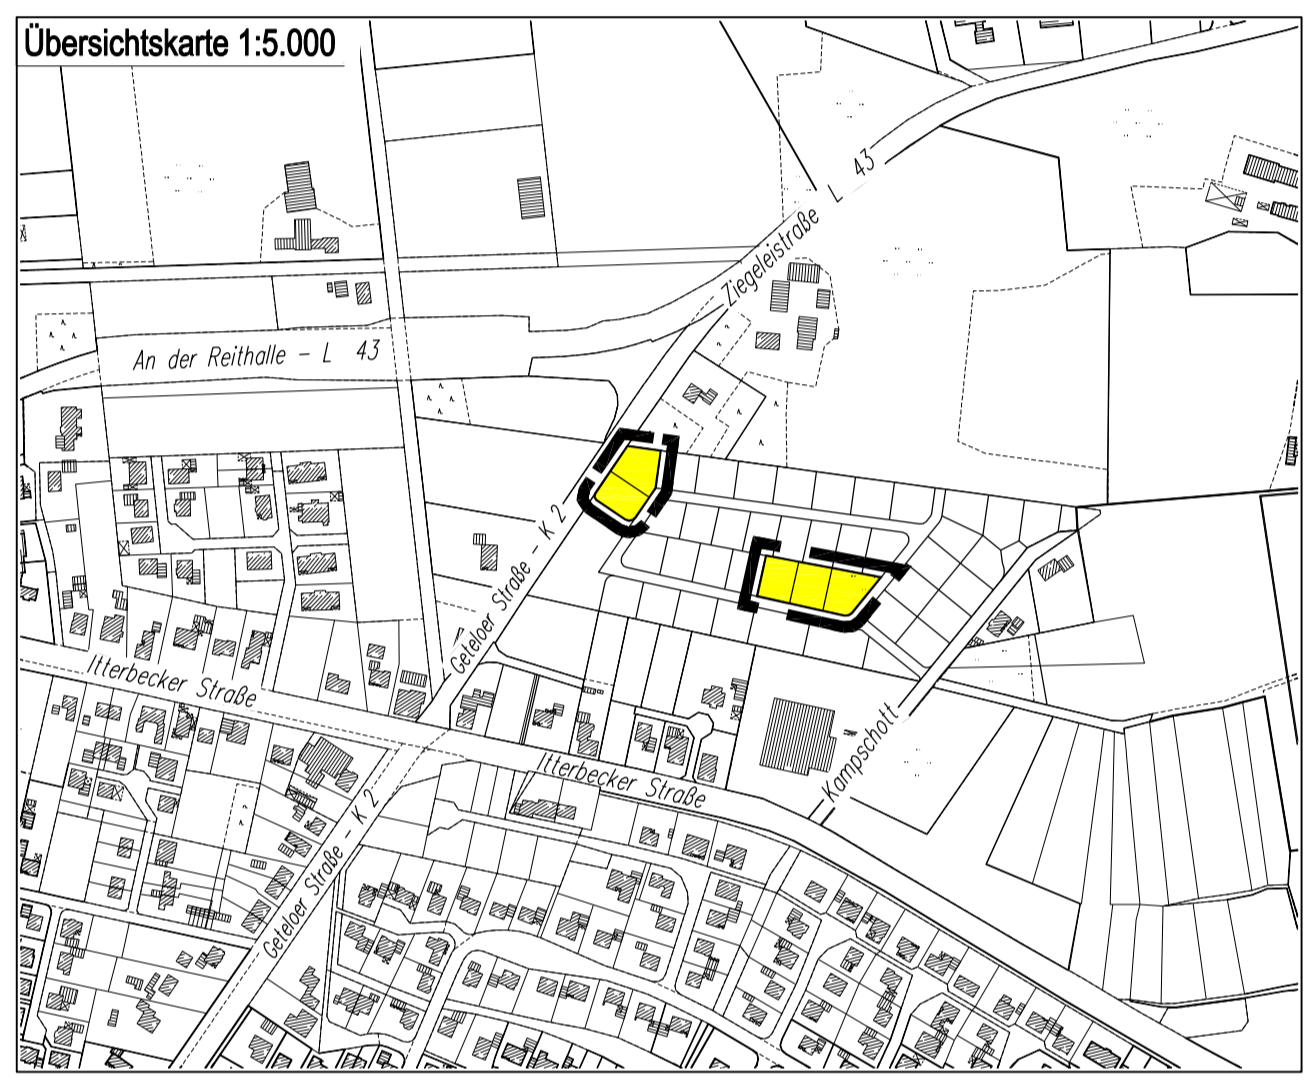 Übersichtskarte 1:5.000
Ziegeleistraße L 43
An der Reithalle - L 43
Geteloer Straße - K 2
Itterbecker Straße
Itterbecker Straße
Kampschott
Geteloer Straße - K 2